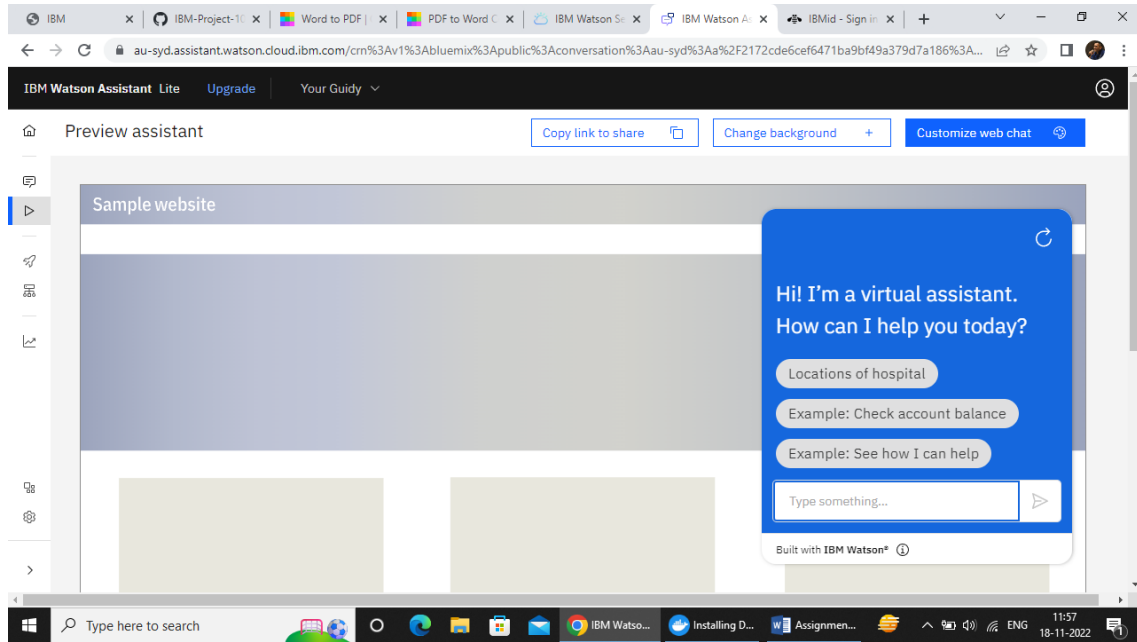 IBM
IBM-Project-10
Word to PDF |
PDF to Word C
IBM Watson Se
IBM Watson As
IBMid - Sign in
au-syd.assistant.watson.cloud.ibm.com/crn%3Av1%3Abluemix%3Apublic%3Aconversation%3Aau-syd%3Aa%2F2172cde6cef6471ba9bf49a379d7a186%3A...
IBM Watson Assistant Lite Upgrade Your Guidy
Preview assistant
Copy link to share
Change background +
Customize web chat
Sample website
Hi! I’m a virtual assistant.
How can I help you today?
Locations of hospital
Example: Check account balance
Example: See how I can help
Type something...
Built with IBM Watson®
Type here to search
IBM Watso...
Installing D...
Assignmen...
ENG
11:57
18-11-2022
1